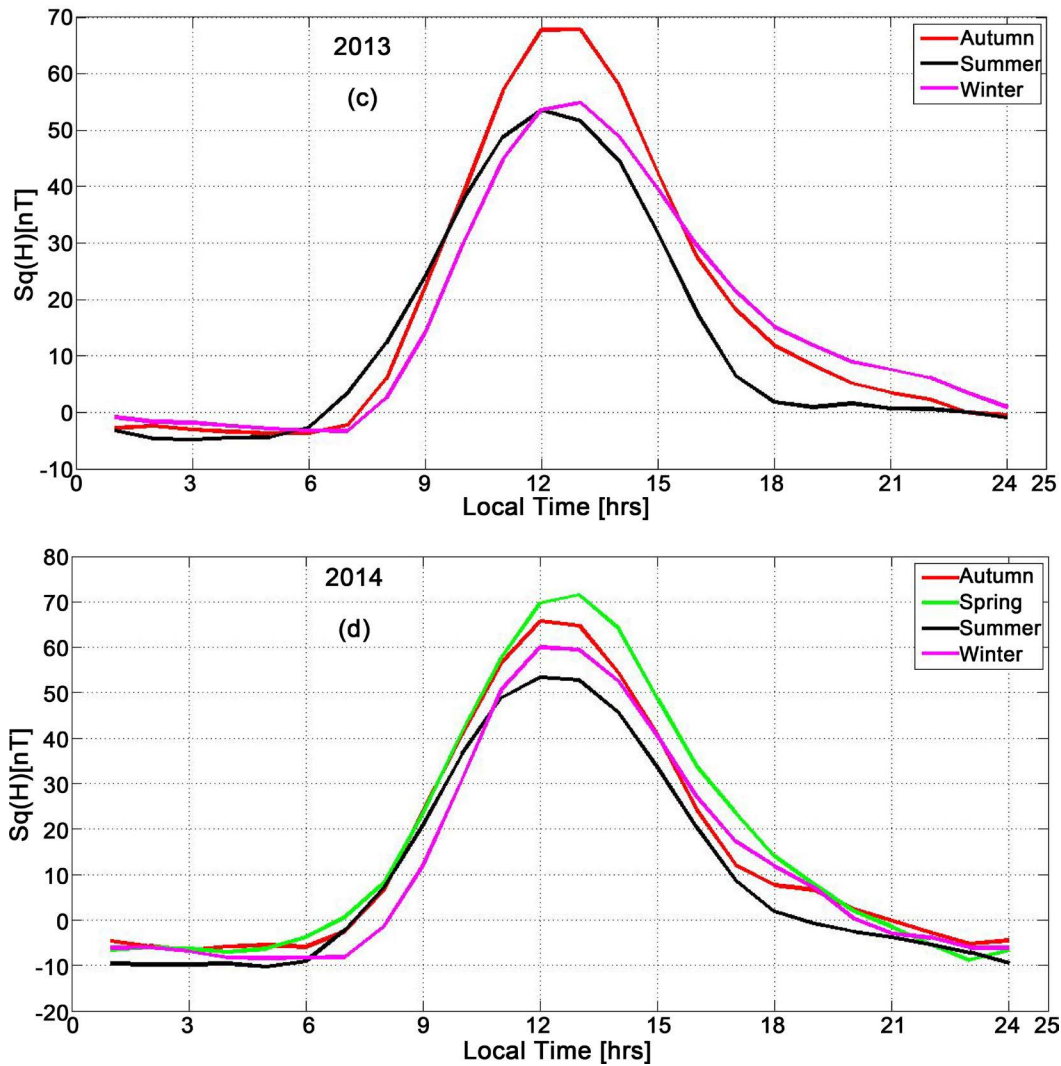 70
60
50
40
30
20
10
0
-10
Sq(H)[nT]
2013
(c)
Autumn
Summer
Winter
0 3 6 9 12 15 18 21 24 25
Local Time [hrs]
80
70
60
50
40
30
20
10
0
-10
-20
Sq(H)[nT]
2014
(d)
Autumn
Spring
Summer
Winter
0 3 6 9 12 15 18 21 24 25
Local Time [hrs]